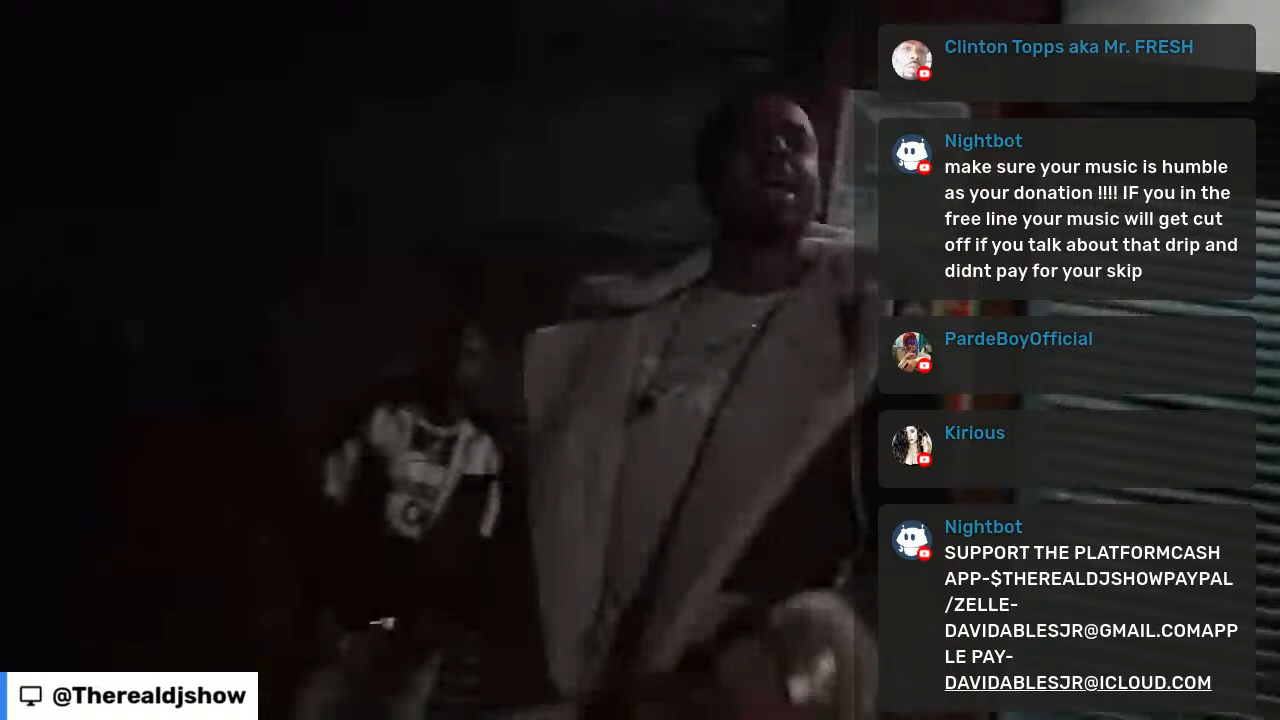 Clinton Topps aka Mr. FRESH
Nightbot
make sure your music is humble
as your donation !!!! IF you in the
free line your music will get cut
off if you talk about that drip and
didnt pay for your skip
PardeBoyOfficial
Kirious
Nightbot
SUPPORT THE PLATFORMCASH
APP-$THEREALDJSHOWPAYPAL
/ZELLE-
DAVIDABLESJR@GMAIL.COMAPP
LE PAY-
DAVIDABLESJR@ICLOUD.COM
@Therealdjshow